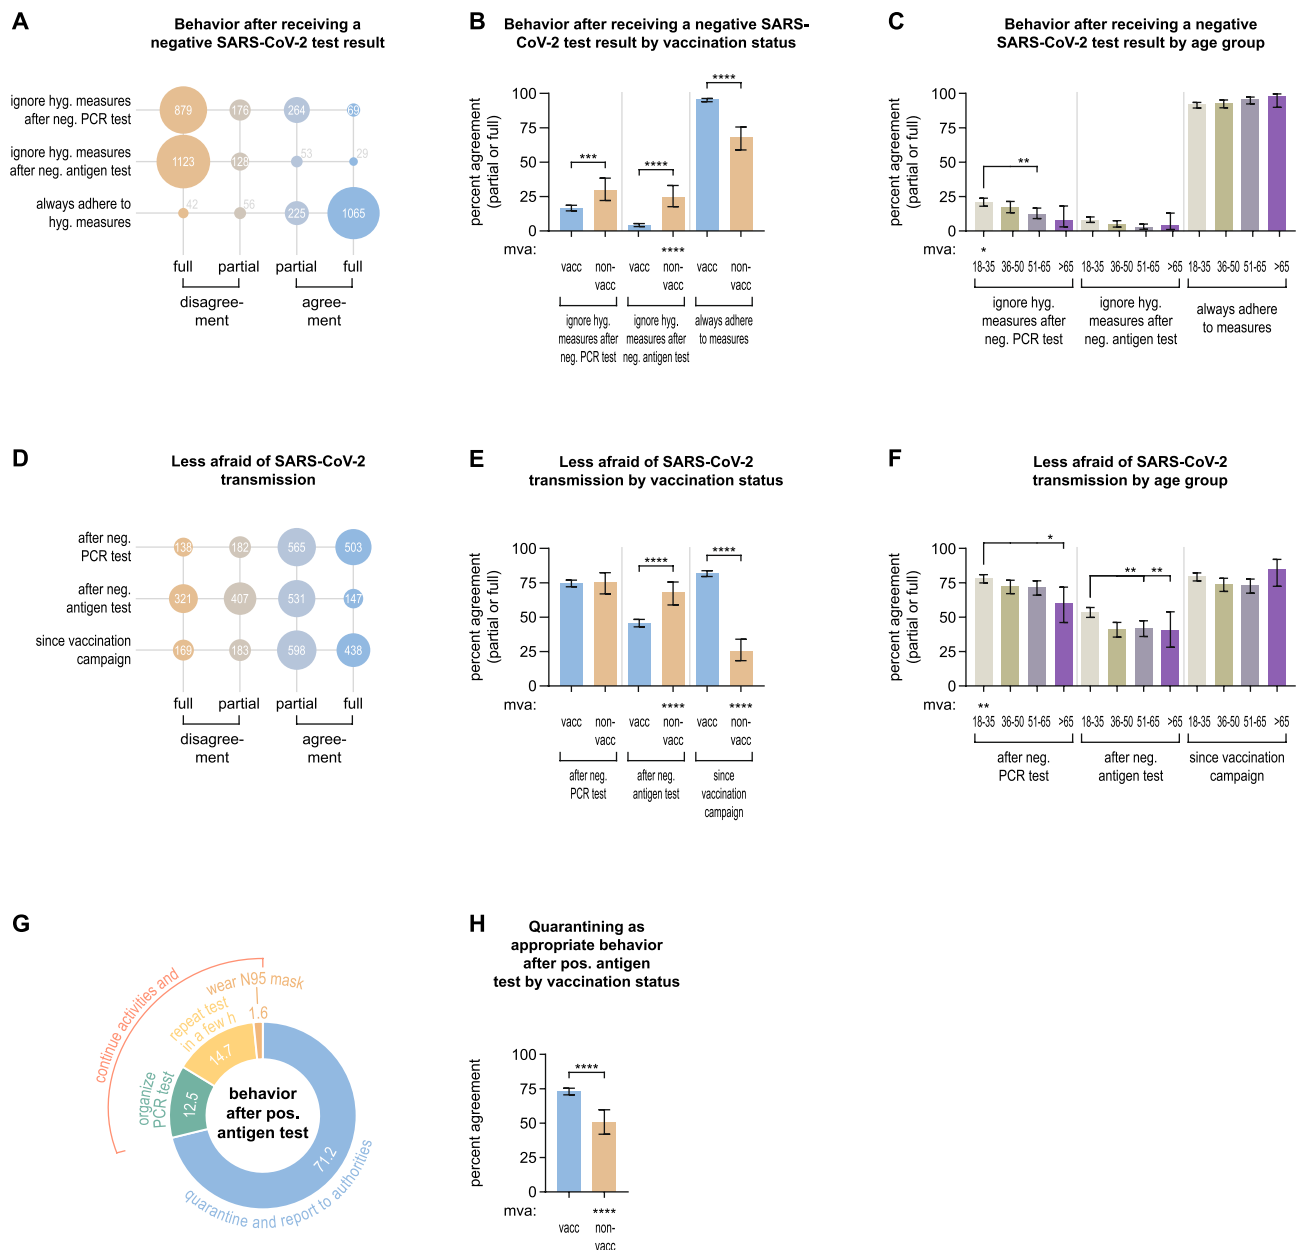 A
Behavior after receiving a
negative SARS-CoV-2 test result
ignore hyg. measures
after neg. PCR test
879 176 264 69
ignore hyg. measures
after neg. antigen test
1123 128 53 29
always adhere to
hyg. measures
42 56 225 1065
full partial partial full
disagree-
ment
agree-
ment
B
Behavior after receiving a negative SARS-
CoV-2 test result by vaccination status
percent agreement
(partial or full)
100
75
50
25
0
*** **** ****
mva: ****
vacc non-
vacc
vacc non-
vacc
vacc non-
vacc
ignore hyg.
measures after
neg. PCR test
ignore hyg.
measures after
neg. antigen test
always adhere
to measures
C
Behavior after receiving a negative
SARS-CoV-2 test result by age group
percent agreement
(partial or full)
100
75
50
25
0
**
mva: *
18-35 36-50 51-65 >65 18-35 36-50 51-65 >65 18-35 36-50 51-65 >65
ignore hyg.
measures after
neg. PCR test
ignore hyg.
measures after
neg. antigen test
always adhere
to measures
D
Less afraid of SARS-CoV-2
transmission
after neg.
PCR test
138 182 565 503
after neg.
antigen test
321 407 531 147
since vaccination
campaign
169 183 598 438
full partial partial full
disagree-
ment
agree-
ment
E
Less afraid of SARS-CoV-2
transmission by vaccination status
percent agreement
(partial or full)
100
75
50
25
0
**** ****
mva: **** ****
vacc non-
vacc
vacc non-
vacc
vacc non-
vacc
after neg.
PCR test
after neg.
antigen test
since
vaccination
campaign
F
Less afraid of SARS-CoV-2
transmission by age group
percent agreement
(partial or full)
100
75
50
25
0
* ** **
mva: **
18-35 36-50 51-65 >65 18-35 36-50 51-65 >65 18-35 36-50 51-65 >65
after neg.
PCR test
after neg.
antigen test
since vaccination
campaign
G
continue activities and
wear N95 mask
1.6
repeat test
in a few h
14.7
organize
PCR test
12.5
behavior
after pos.
antigen test
71.2
quarantine and report to authorities
H
Quarantining as
appropriate behavior
after pos. antigen
test by vaccination status
percent agreement
100
75
50
25
0
****
mva: ****
vacc non-
vacc